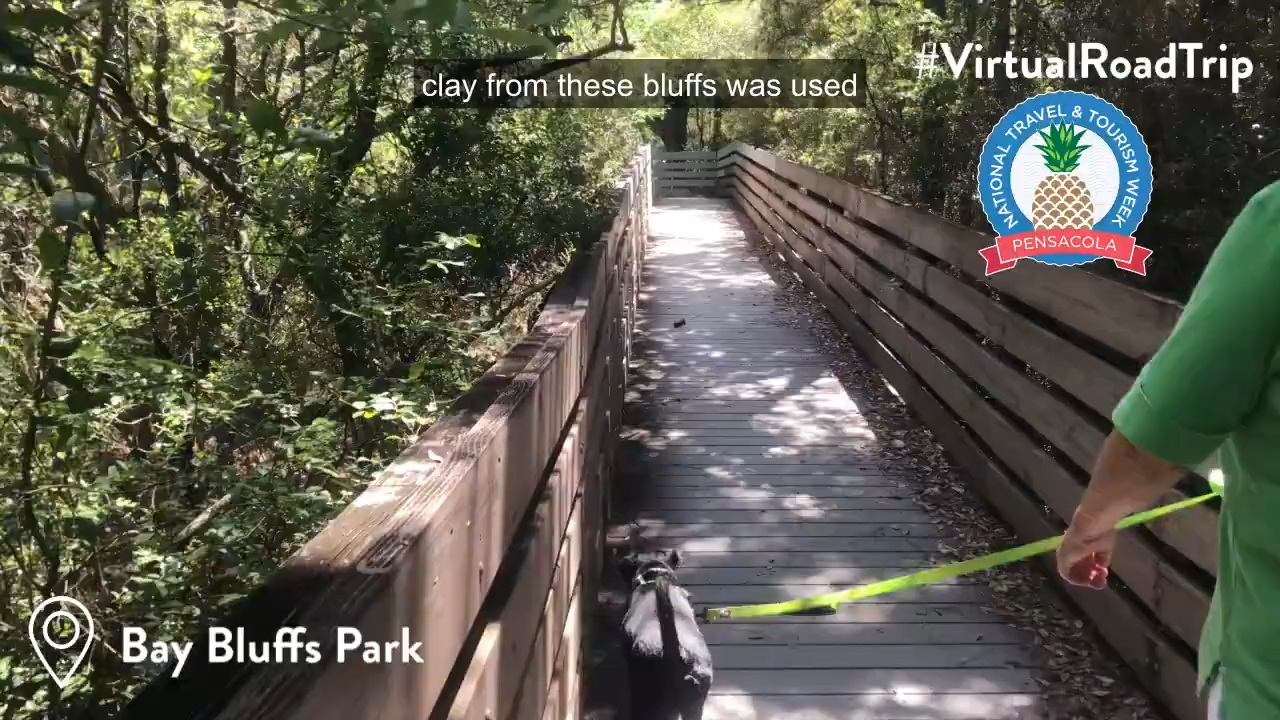 clay from these bluffs was used
#VirtualRoadTrip
NATIONAL TRAVEL & TOURISM WEEK
PENSACOLA
Bay Bluffs Park